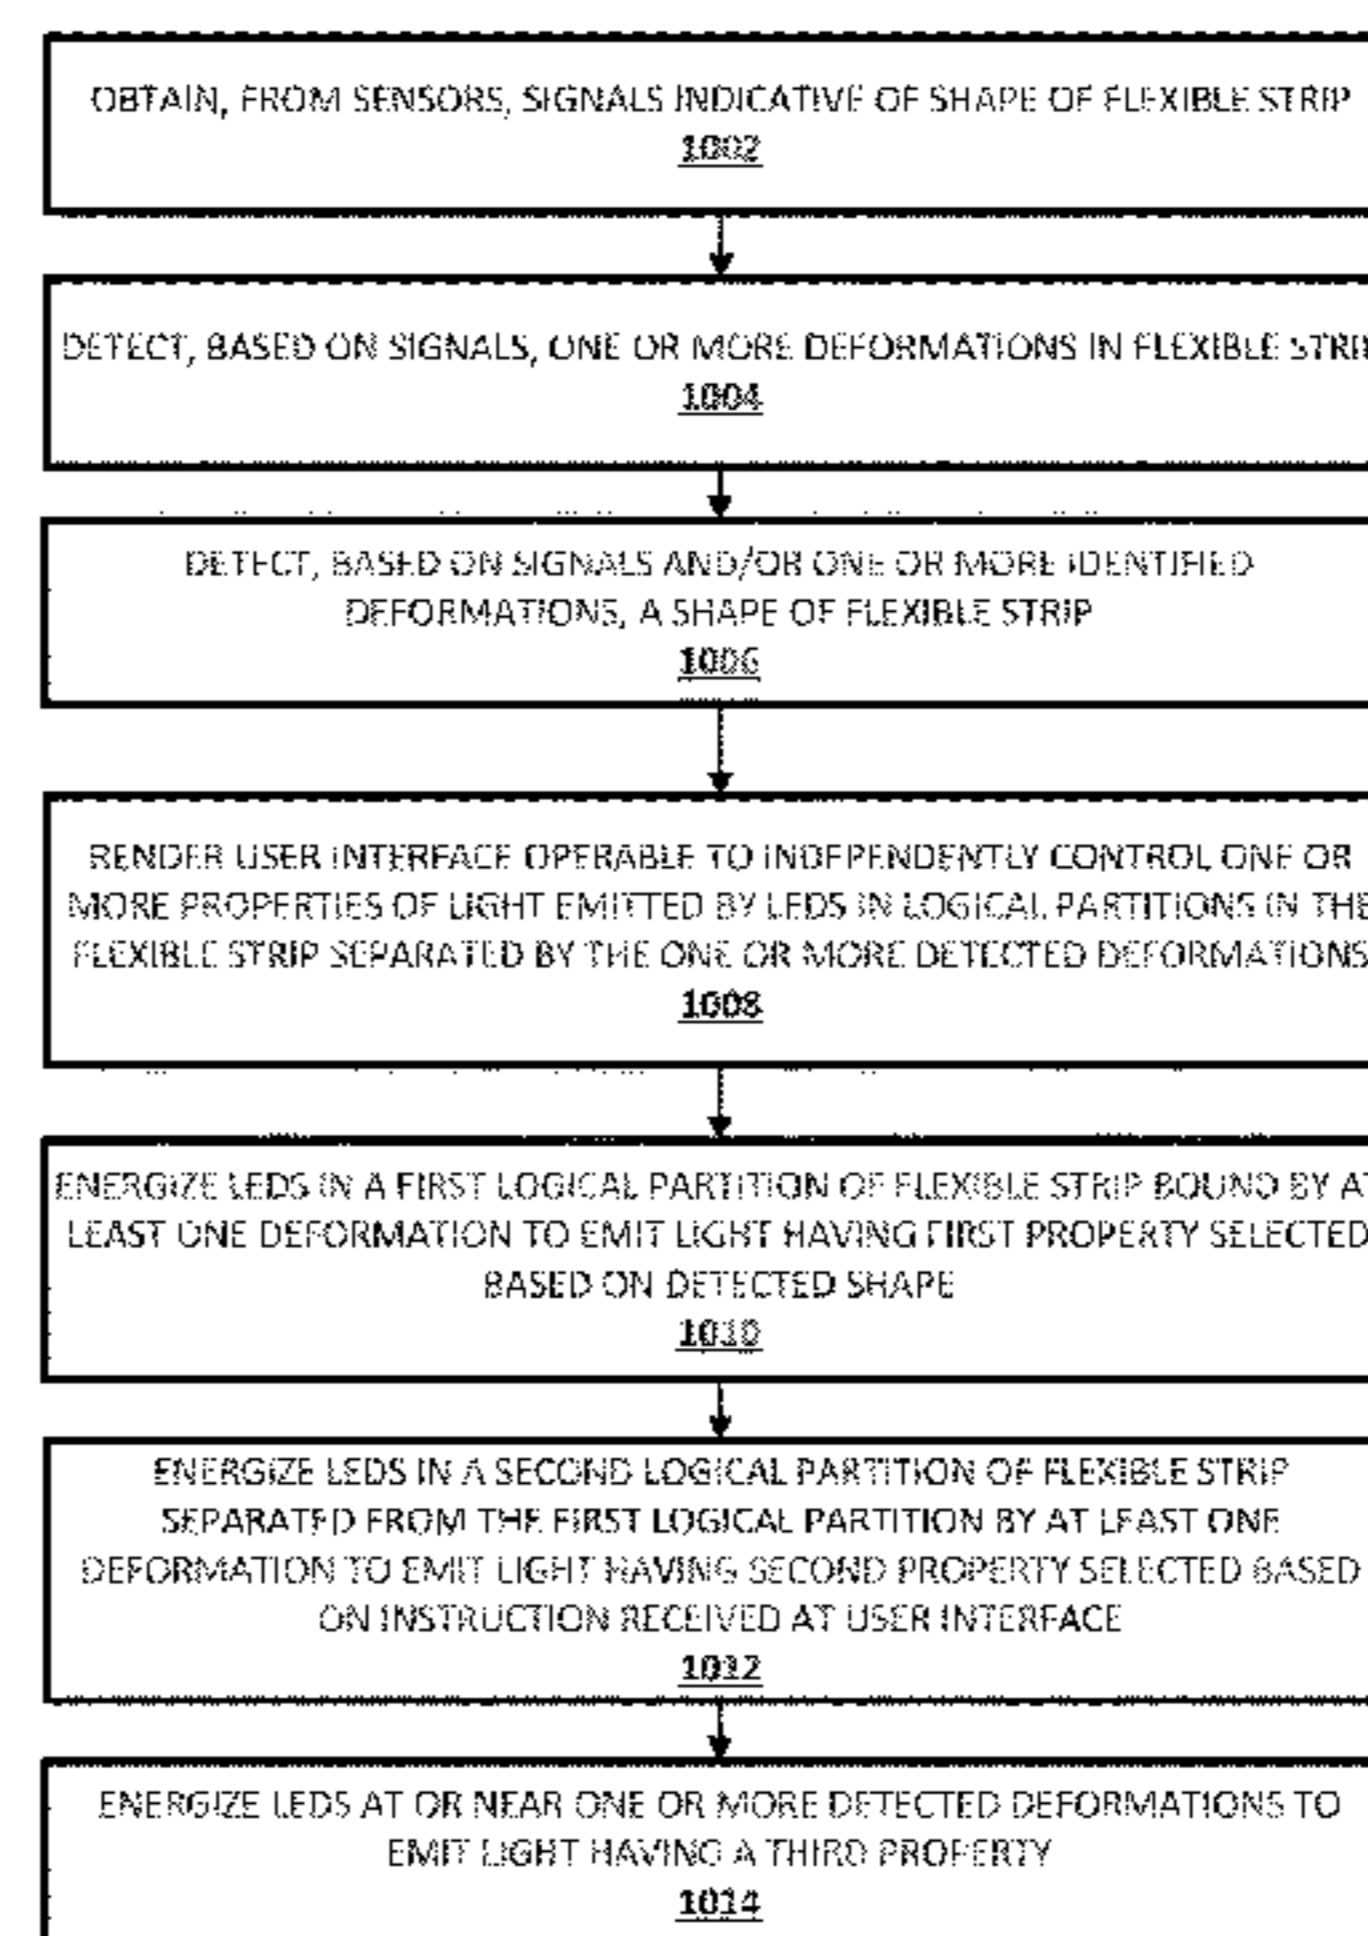 OBTAIN, FROM SENSORS, SIGNALS INDICATIVE OF SHAPE OF FLEXIBLE STRIP
1002
DETECT, BASED ON SIGNALS, ONE OR MORE DEFORMATIONS IN FLEXIBLE STRIP
1004
DETECT, BASED ON SIGNALS AND/OR ONE OR MORE IDENTIFIED
DEFORMATIONS, A SHAPE OF FLEXIBLE STRIP
1006
RENDER USER INTERFACE OPERABLE TO INDEPENDENTLY CONTROL ONE OR
MORE PROPERTIES OF LIGHT EMITTED BY LEDS IN LOGICAL PARTITIONS IN THE
FLEXIBLE STRIP SEPARATED BY THE ONE OR MORE DETECTED DEFORMATIONS
1008
ENERGIZE LEDS IN A FIRST LOGICAL PARTITION OF FLEXIBLE STRIP BOUND BY AT
LEAST ONE DEFORMATION TO EMIT LIGHT HAVING FIRST PROPERTY SELECTED
BASED ON DETECTED SHAPE
1010
ENERGIZE LEDS IN A SECOND LOGICAL PARTITION OF FLEXIBLE STRIP
SEPARATED FROM THE FIRST LOGICAL PARTITION BY AT LEAST ONE
DEFORMATION TO EMIT LIGHT HAVING SECOND PROPERTY SELECTED BASED
ON INSTRUCTION RECEIVED AT USER INTERFACE
1012
ENERGIZE LEDS AT OR NEAR ONE OR MORE DETECTED DEFORMATIONS TO
EMIT LIGHT HAVING A THIRD PROPERTY
1014